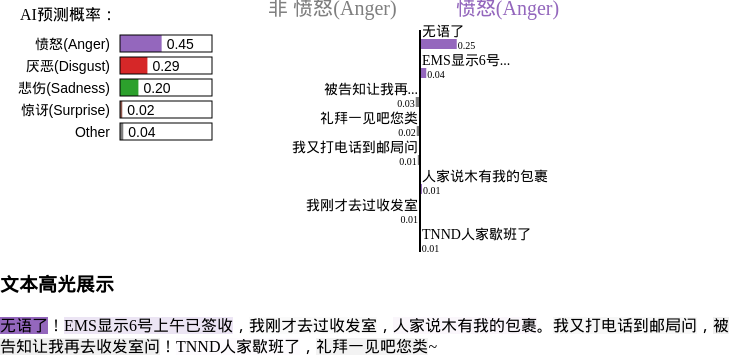 AI预测概率：
愤怒(Anger) 0.45
厌恶(Disgust) 0.29
悲伤(Sadness) 0.20
惊讶(Surprise) 0.02
Other 0.04
非 愤怒(Anger) 愤怒(Anger)
无语了
0.25
EMS显示6号...
0.04
被告知让我再...
0.03
礼拜一见吧您类
0.02
我又打电话到邮局问
0.01
人家说木有我的包裹
0.01
我刚才去过收发室
0.01
TNND人家歇班了
0.01
文本高光展示
无语了！EMS显示6号上午已签收，我刚才去过收发室，人家说木有我的包裹。我又打电话到邮局问，被
告知让我再去收发室问！TNND人家歇班了，礼拜一见吧您类~